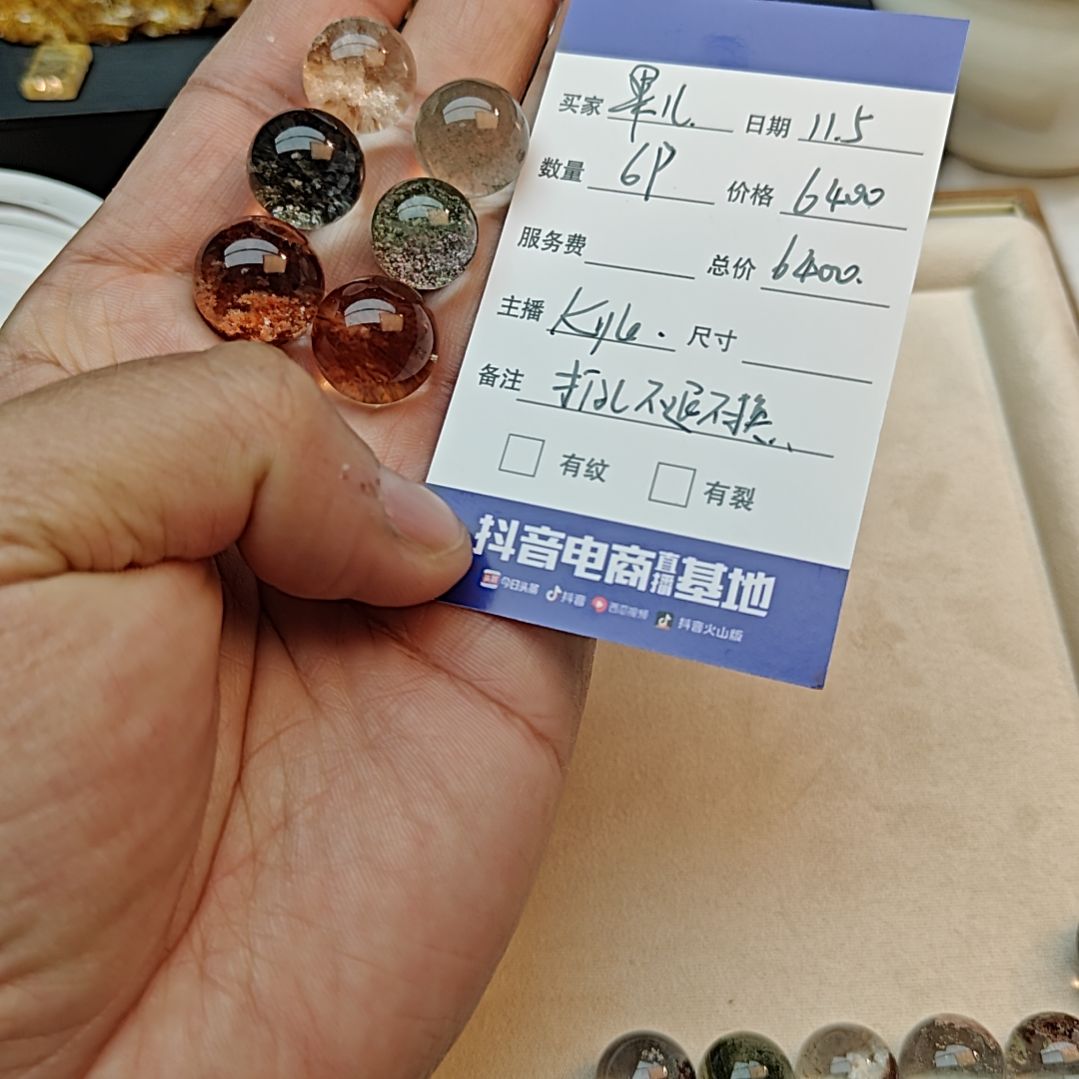 买家 果儿. 日期 11.5
数量 6P 价格 6400
服务费 总价 6400.
主播 Kyle. 尺寸
备注 打孔不退不换
有纹 有裂
抖音电商直播基地
头条 今日头条 抖音 西瓜视频 抖音火山版